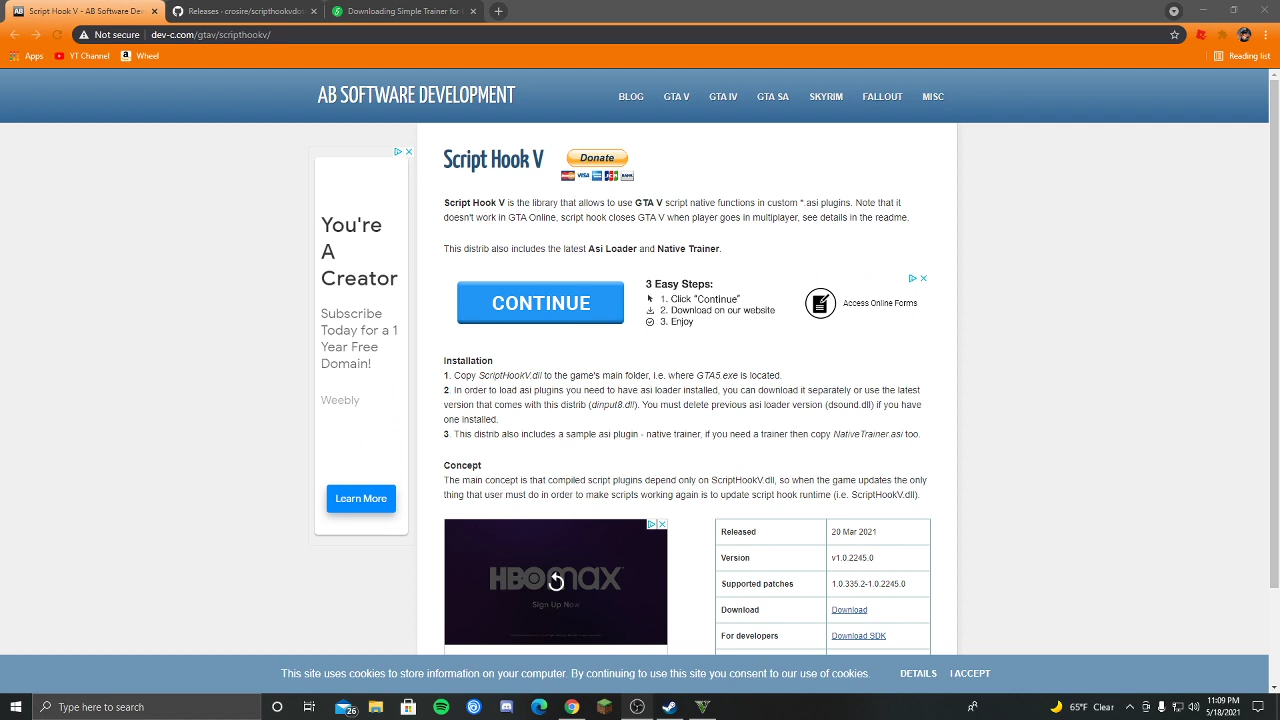 Script Hook V - AB Software De
Releases · crosire/scripthookvdot
Downloading Simple Trainer for
Not secure
dev-c.com/gtav/scripthookv/
Apps
YT Channel
Wheel
Reading list
AB SOFTWARE DEVELOPMENT
BLOG
GTA V
GTA IV
GTA SA
SKYRIM
FALLOUT
MISC
You're
A
Creator
Subscribe
Today for a 1
Year Free
Domain!
Weebly
Learn More
Script Hook V
Donate
VISA
JCB
BANK
Script Hook V is the library that allows to use GTA V script native functions in custom *.asi plugins. Note that it
doesn't work in GTA Online, script hook closes GTA V when player goes in multiplayer, see details in the readme.
This distrib also includes the latest Asi Loader and Native Trainer.
CONTINUE
3 Easy Steps:
1. Click "Continue"
2. Download on our website
3. Enjoy
Access Online Forms
Installation
1. Copy ScriptHookV.dll to the game's main folder, i.e. where GTA5.exe is located.
2. In order to load asi plugins you need to have asi loader installed, you can download it separately or use the latest
version that comes with this distrib (dinput8.dll). You must delete previous asi loader version (dsound.dll) if you have
one installed.
3. This distrib also includes a sample asi plugin - native trainer, if you need a trainer then copy NativeTrainer.asi too.
Concept
The main concept is that compiled script plugins depend only on ScriptHookV.dll, so when the game updates the only
thing that user must do in order to make scripts working again is to update script hook runtime (i.e. ScriptHookV.dll).
HBOmax
Sign Up Now
Released 20 Mar 2021
Version v1.0.2245.0
Supported patches 1.0.335.2-1.0.2245.0
Download Download
For developers Download SDK
This site uses cookies to store information on your computer. By continuing to use this site you consent to our use of cookies.
DETAILS
I ACCEPT
Type here to search
26
65°F Clear
11:09 PM
5/18/2021